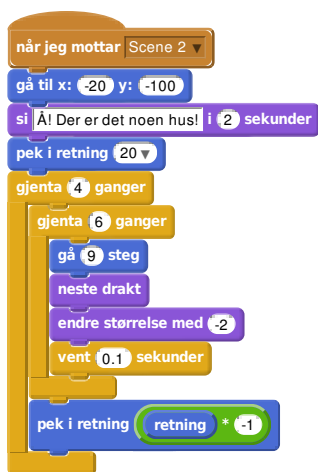 når jeg mottar Scene 2
gå til x: -20 y: -100
si Å! Der er det noen hus! i 2 sekunder
pek i retning 20
gjenta 4 ganger
gjenta 6 ganger
gå 9 steg
neste drakt
endre størrelse med -2
vent 0.1 sekunder
pek i retning retning * -1